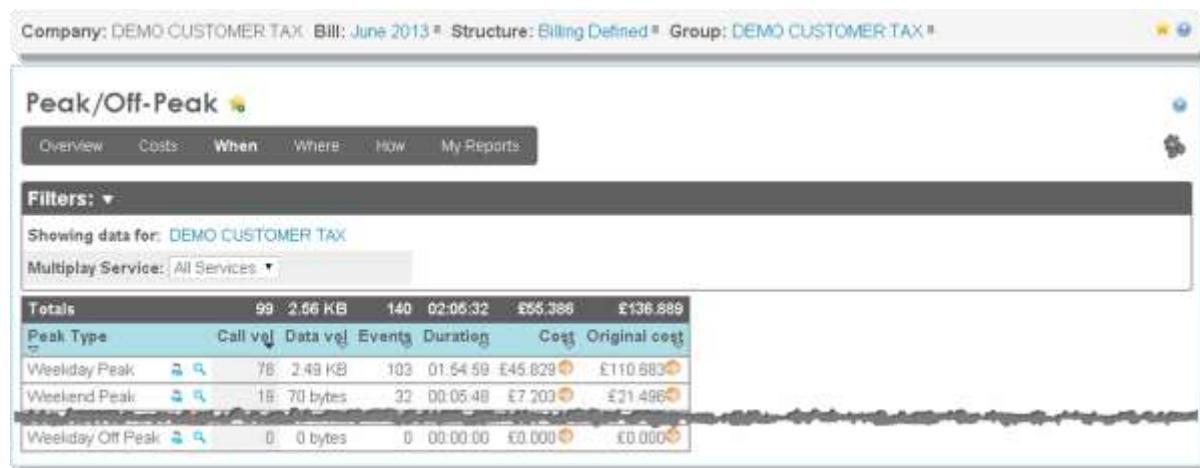 Company: DEMO CUSTOMER TAX Bill: June 2013 Structure: Billing Defined Group: DEMO CUSTOMER TAX
Peak/Off-Peak
Overview Costs When Where How My Reports
Filters:
Showing data for: DEMO CUSTOMER TAX
Multiplay Service: All Services
Totals 99 2.56 KB 140 02:05:32 £55.386 £136.889
Peak Type Call vol Data vol Events Duration Cost Original cost
Weekday Peak 78 2.49 KB 103 01:54:59 £45.829 £110.683
Weekend Peak 18 70 bytes 32 00:05:48 £7.203 £21.496
Weekday Off Peak 0 0 bytes 0 00:00:00 £0.000 £0.000